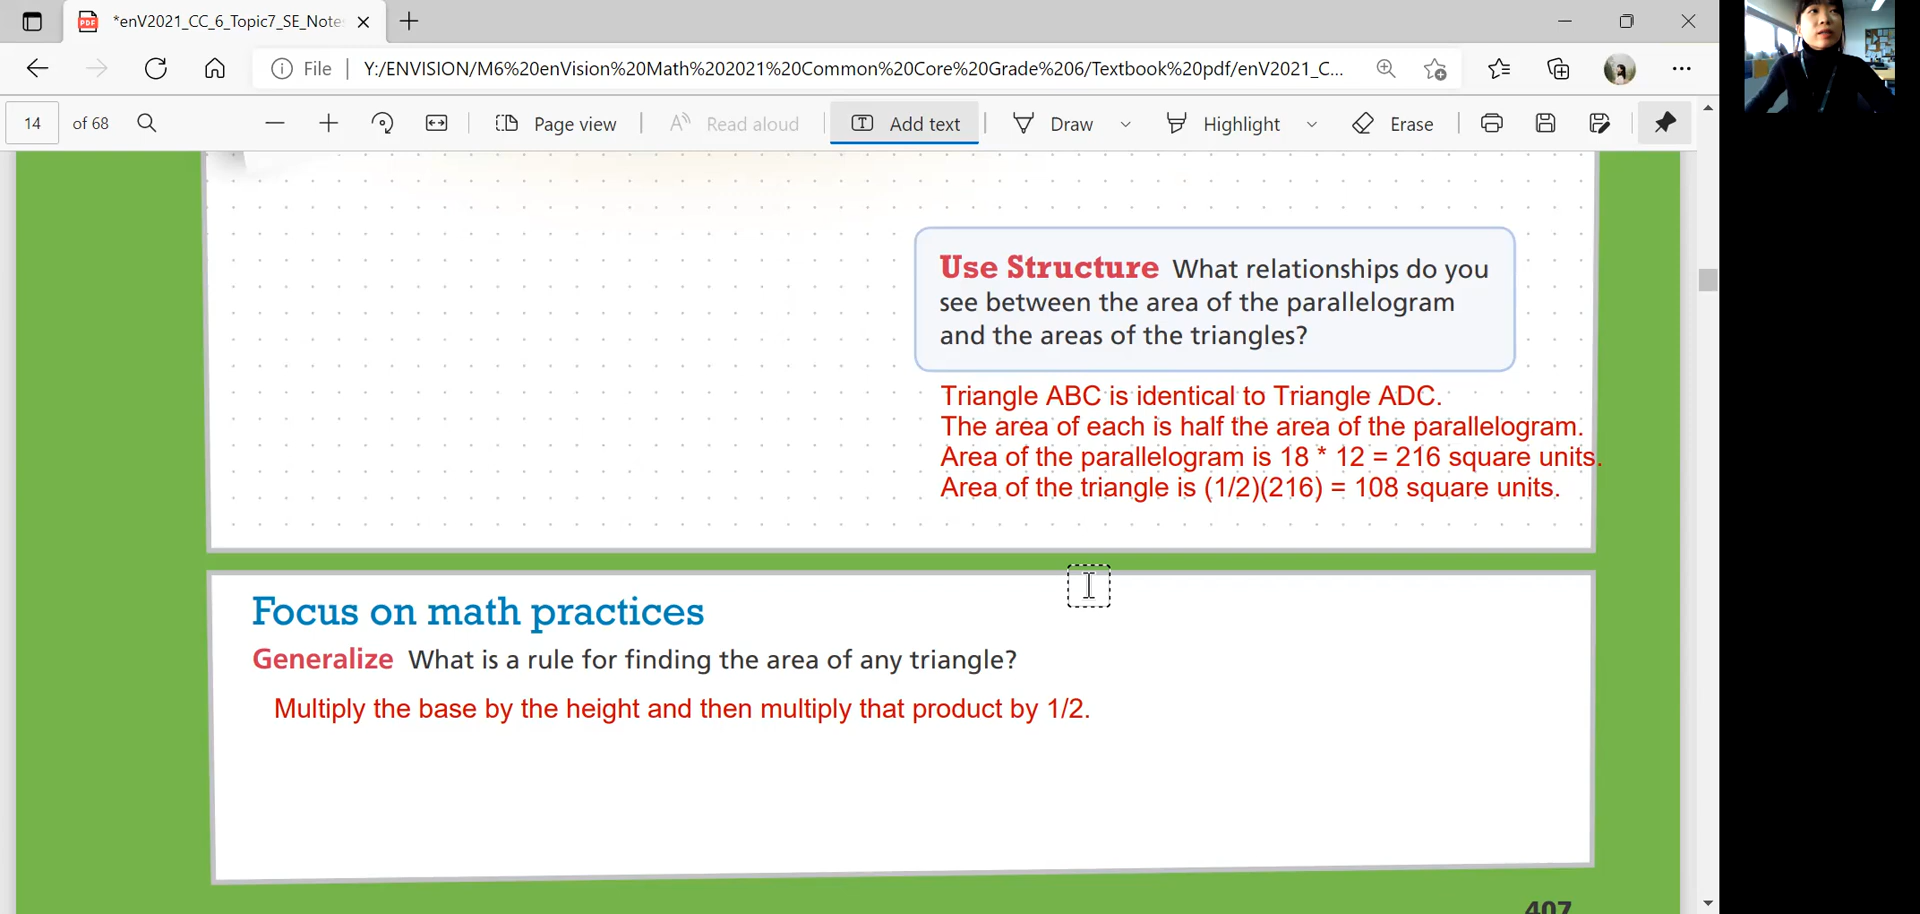 *enV2021_CC_6_Topic7_SE_Note
File
Y:/ENVISION/M6%20enVision%20Math%202021%20Common%20Core%20Grade%206/Textbook%20pdf/enV2021_C...
14 of 68
Page view
Read aloud
Add text
Draw
Highlight
Erase
Use Structure What relationships do you
see between the area of the parallelogram
and the areas of the triangles?
Triangle ABC is identical to Triangle ADC.
The area of each is half the area of the parallelogram.
Area of the parallelogram is 18 * 12 = 216 square units.
Area of the triangle is (1/2)(216) = 108 square units.
Focus on math practices
Generalize What is a rule for finding the area of any triangle?
Multiply the base by the height and then multiply that product by 1/2.
407